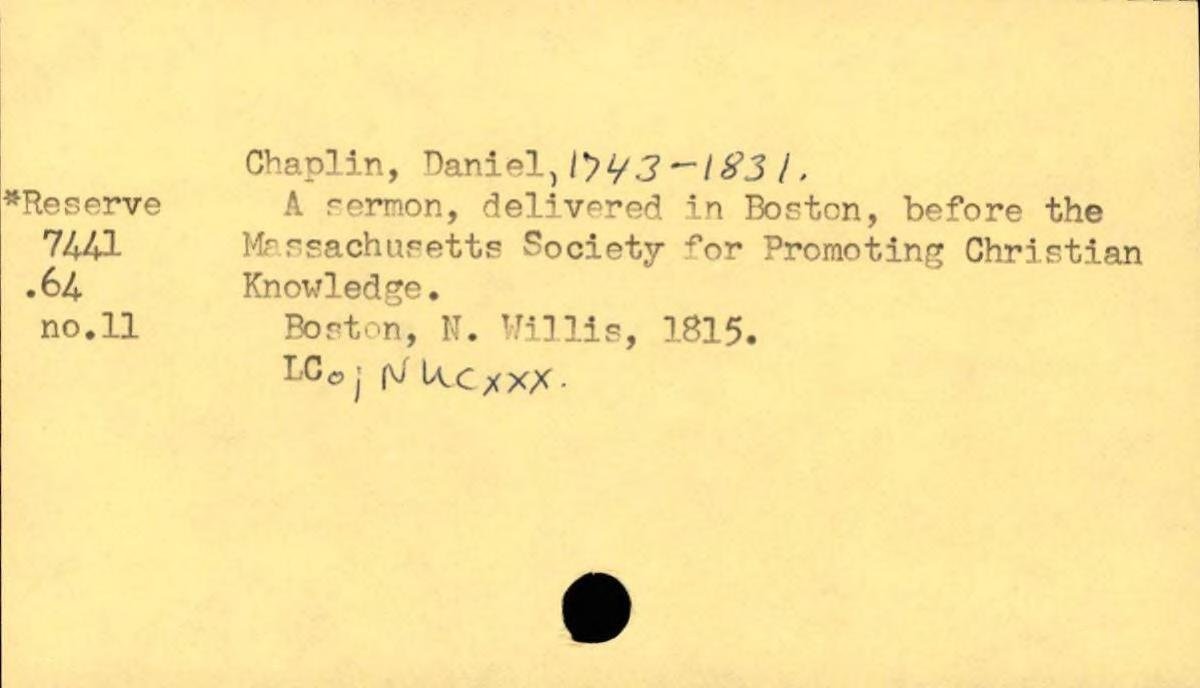 Chaplin, Daniel, 1743-1831.
*Reserve A sermon, delivered in Boston, before the
7441 Massachusetts Society for Promoting Christian
.64 Knowledge.
no.11 Boston, N. Willis, 1815.
LCo; NUCxxx.